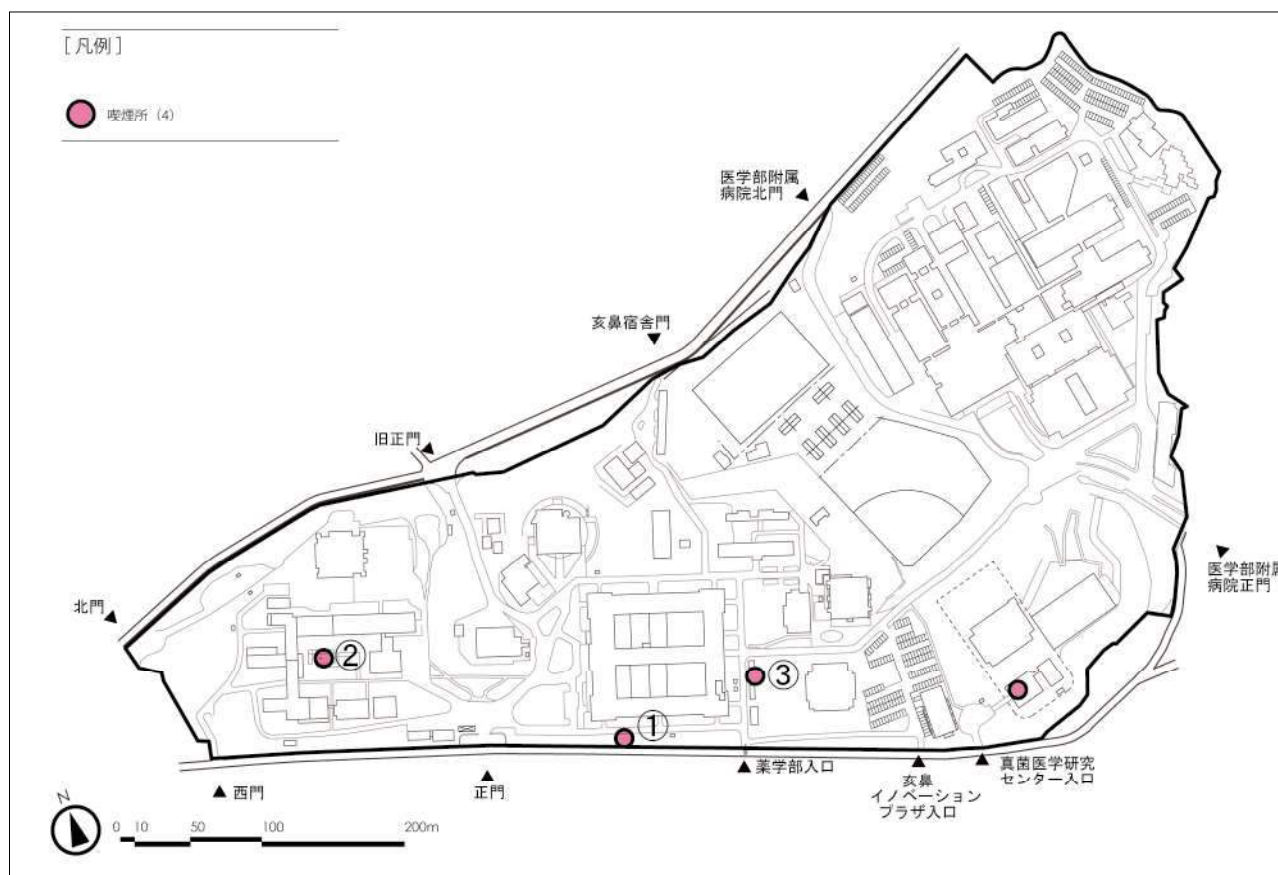 [凡例]
喫煙所 (4)
医学部附属
病院北門
亥鼻宿舎門
旧正門
北門
医学部附属
病院正門
②
③
①
西門
正門
薬学部入口
亥鼻
イノベーション
プラザ入口
真菌医学研究
センター入口
N
0 10 50 100 200m